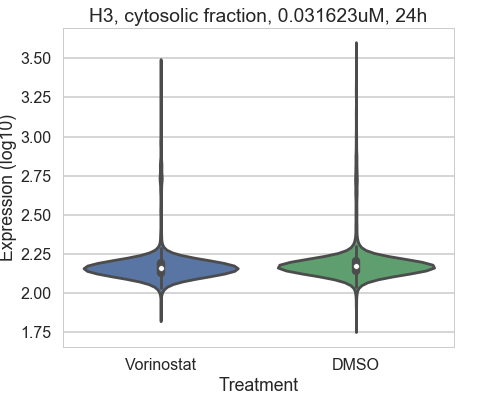 H3, cytosolic fraction, 0.031623uM, 24h
Expression (log10)
3.50
3.25
3.00
2.75
2.50
2.25
2.00
1.75
Vorinostat
DMSO
Treatment